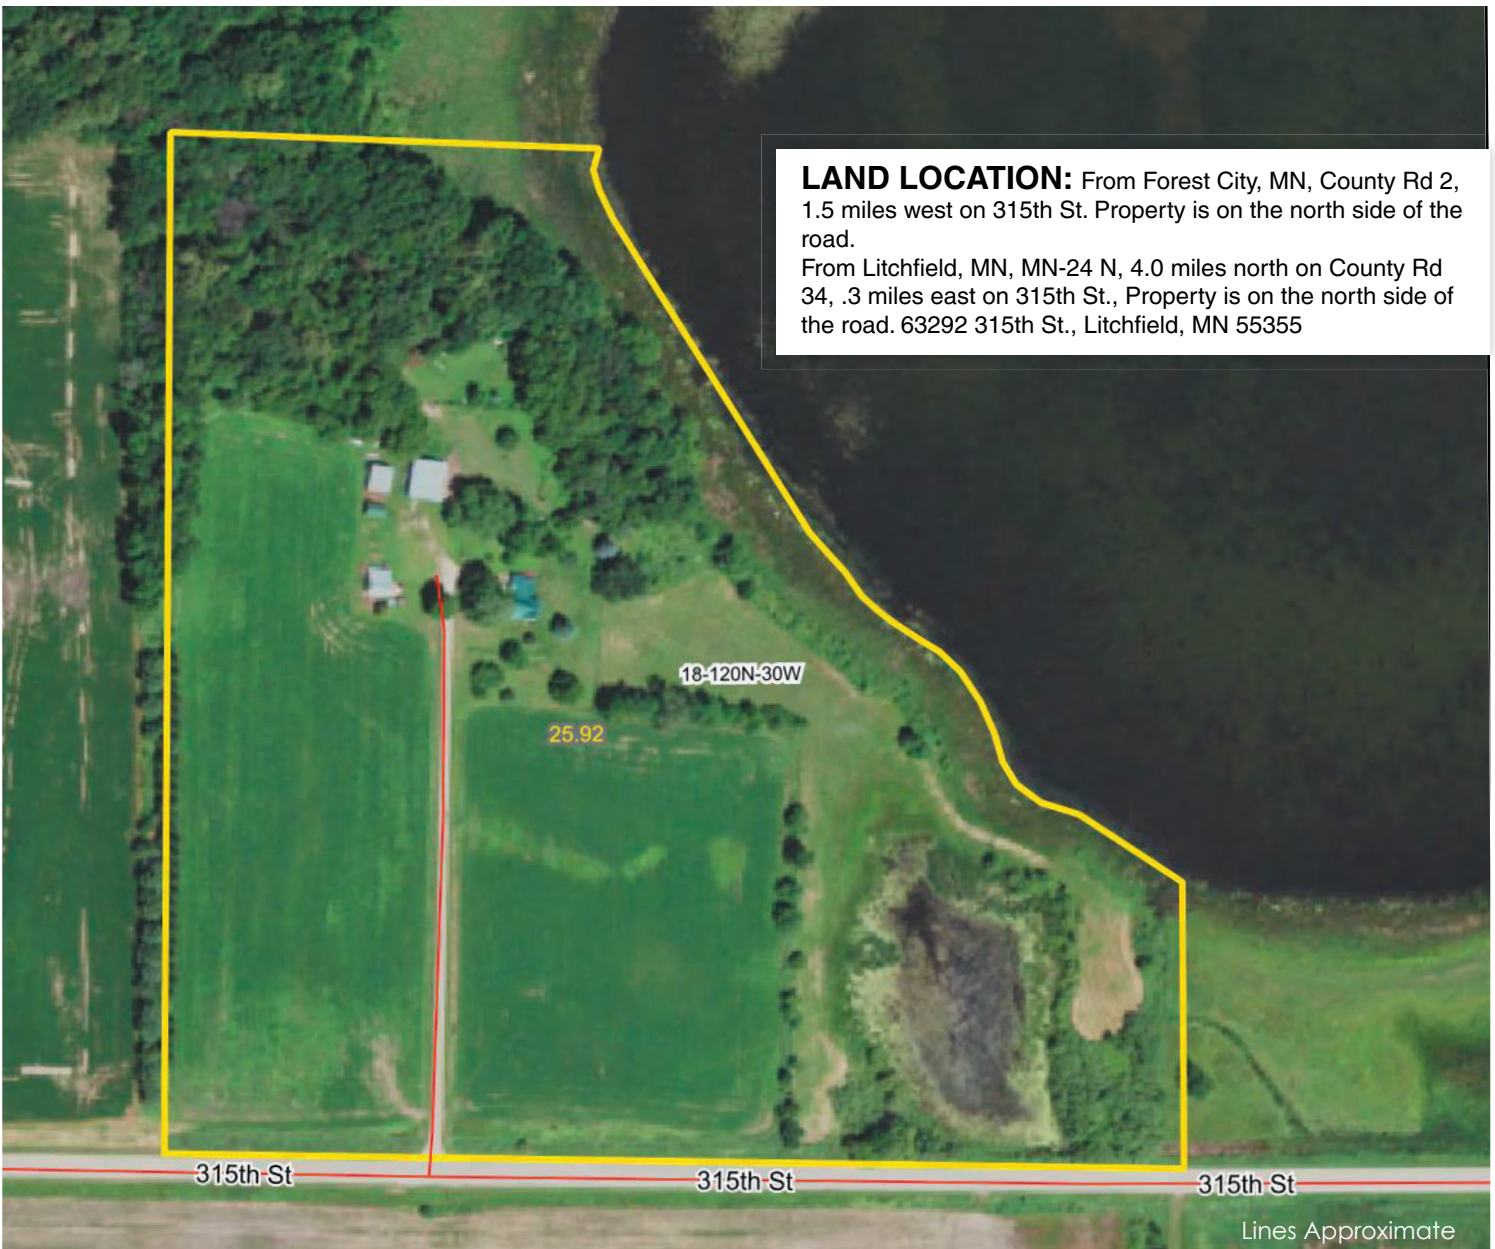 LAND LOCATION: From Forest City, MN, County Rd 2,
1.5 miles west on 315th St. Property is on the north side of the
road.
From Litchfield, MN, MN-24 N, 4.0 miles north on County Rd
34, .3 miles east on 315th St., Property is on the north side of
the road. 63292 315th St., Litchfield, MN 55355
18-120N-30W
25.92
315th St
315th St
315th St
Lines Approximate